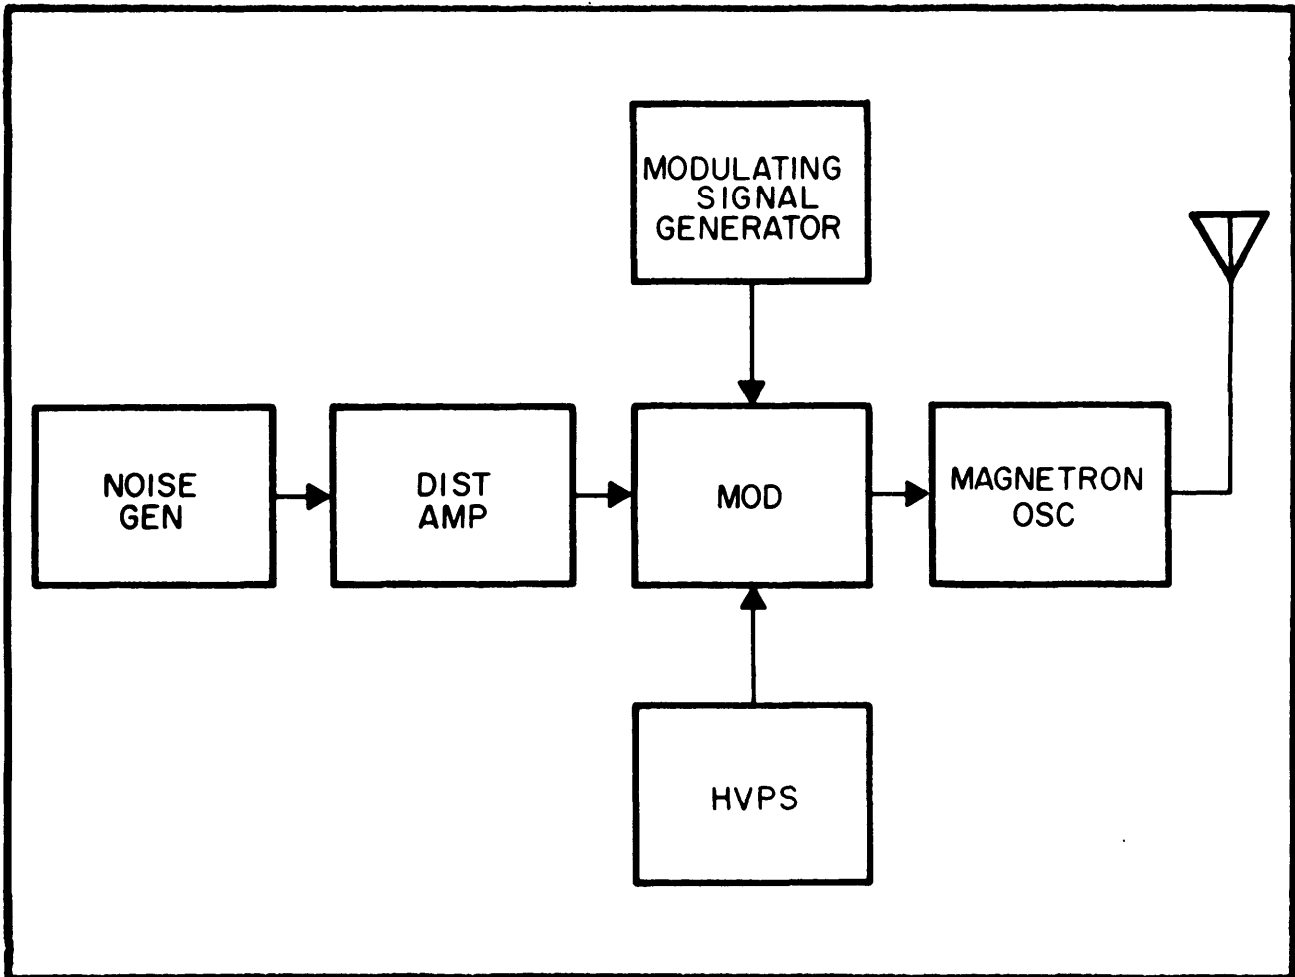 MODULATING
SIGNAL
GENERATOR
NOISE
GEN
DIST
AMP
MOD
MAGNETRON
OSC
HVPS